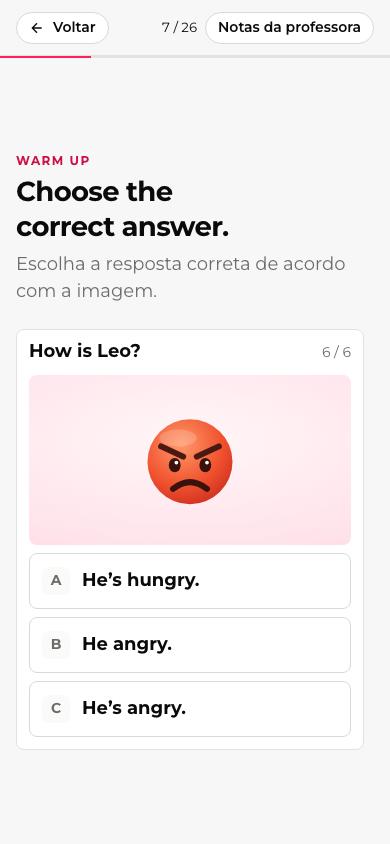 Voltar
7 / 26
Notas da professora
WARM UP
Choose the
correct answer.
Escolha a resposta correta de acordo
com a imagem.
How is Leo?
6 / 6
A He’s hungry.
B He angry.
C He’s angry.